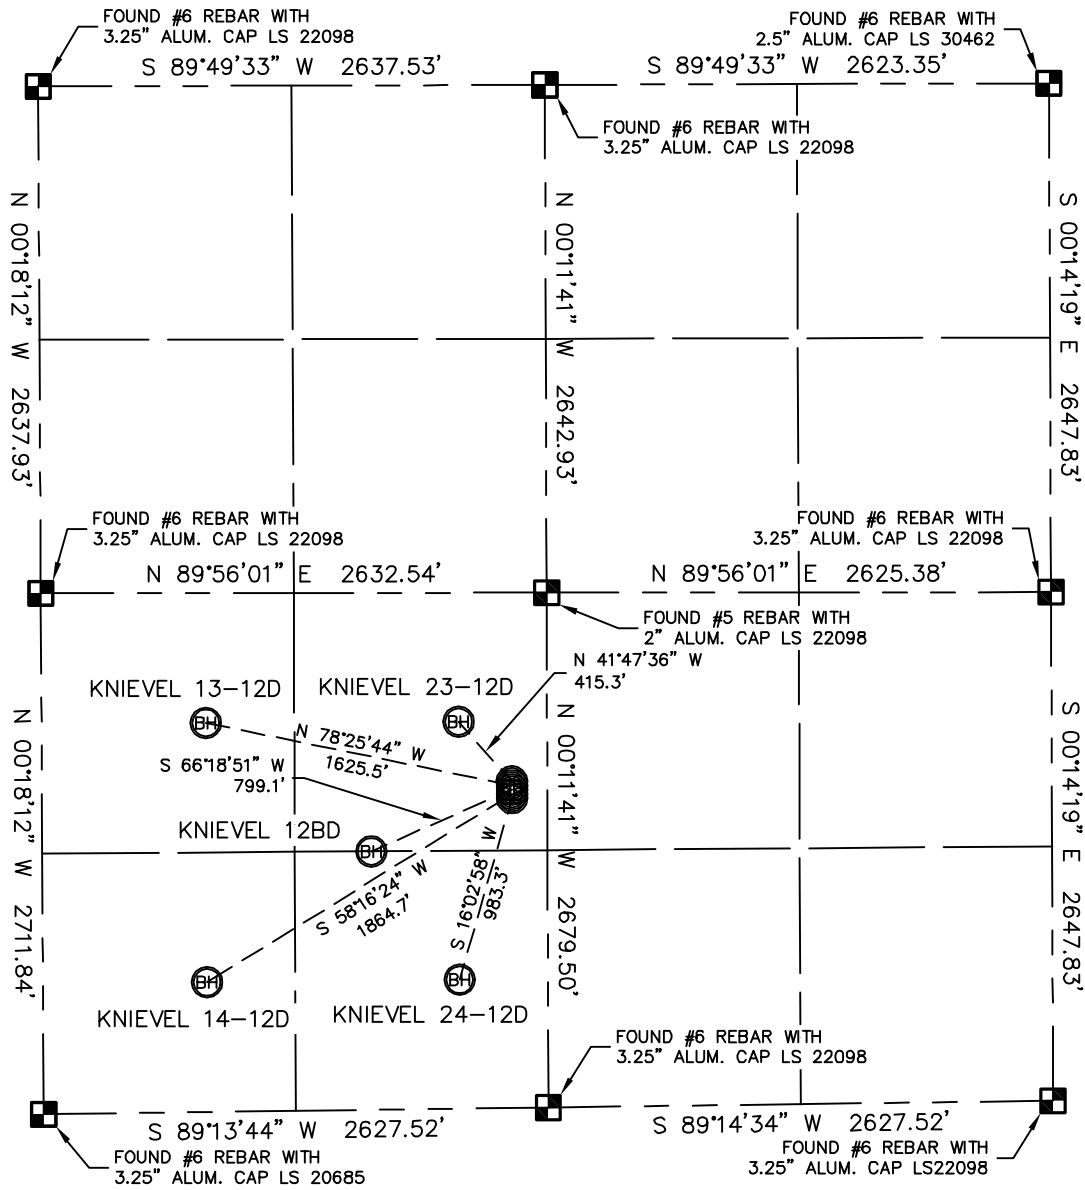 FOUND #6 REBAR WITH
3.25" ALUM. CAP LS 22098
FOUND #6 REBAR WITH
2.5" ALUM. CAP LS 30462
S 89°49'33" W 2637.53'
S 89°49'33" W 2623.35'
FOUND #6 REBAR WITH
3.25" ALUM. CAP LS 22098
N 00°18'12" W 2637.93'
N 00°11'41" W 2642.93'
S 00°14'19" E 2647.83'
FOUND #6 REBAR WITH
3.25" ALUM. CAP LS 22098
FOUND #6 REBAR WITH
3.25" ALUM. CAP LS 22098
N 89°56'01" E 2632.54'
N 89°56'01" E 2625.38'
FOUND #5 REBAR WITH
2" ALUM. CAP LS 22098
N 41°47'36" W
415.3'
KNIEVEL 13-12D
KNIEVEL 23-12D
BH
BH
N 78°25'44" W
1625.5'
S 66°18'51" W
799.1'
KNIEVEL 12BD
BH
S 58°16'24" W
1864.7'
S 16°02'58" W
983.3'
N 00°18'12" W 2711.84'
N 00°11'41" W 2679.50'
S 00°14'19" E 2647.83'
BH
BH
KNIEVEL 14-12D
KNIEVEL 24-12D
FOUND #6 REBAR WITH
3.25" ALUM. CAP LS 22098
S 89°13'44" W 2627.52'
S 89°14'34" W 2627.52'
FOUND #6 REBAR WITH
3.25" ALUM. CAP LS 20685
FOUND #6 REBAR WITH
3.25" ALUM. CAP LS22098